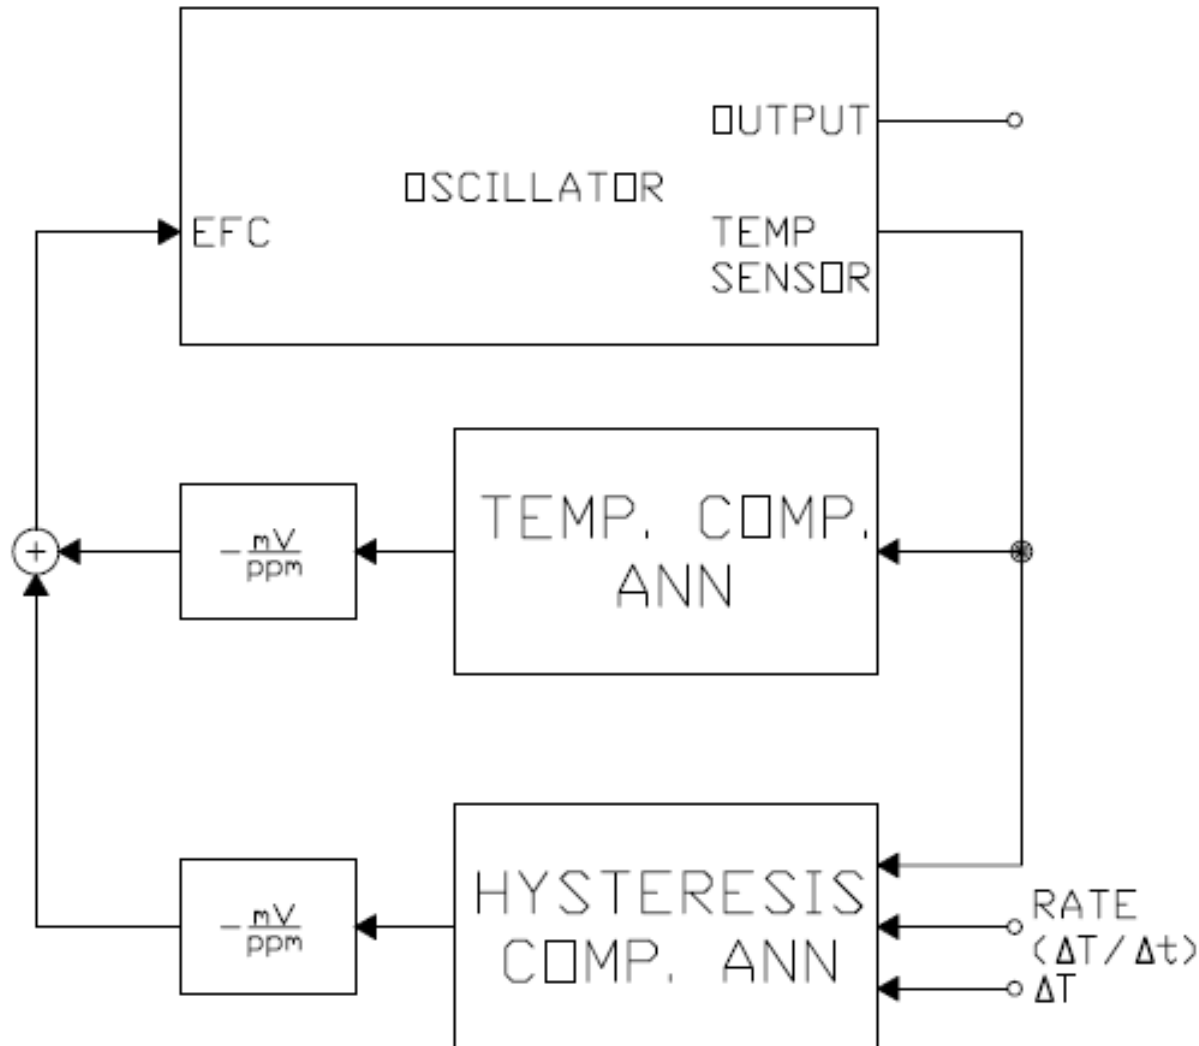 OUTPUT
OSCILLATOR
EFC
TEMP
SENSOR
-mV/ppm
TEMP. COMP.
ANN
+
-mV/ppm
HYSTERESIS
COMP. ANN
RATE
(ΔT/Δt)
ΔT